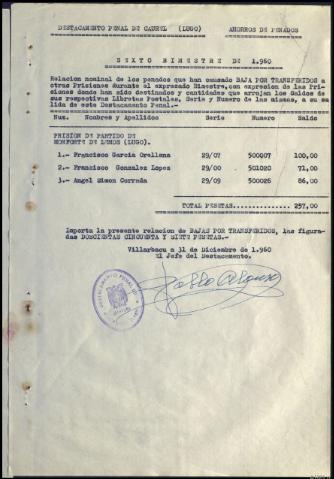 DESTACAMENTO PENAL DE CAUREL (LUGO) AHORROS DE PENADOS
SEXTO BIMESTRE DE 1.960
Relacion nominal de los penados que han causado BAJA POR TRANSFERIDOS a
otras Prisiones durante el expresado Bimestre, con expresion de las Pri-
siones donde han sido destinados y cantidades que arrojan los Saldos de
sus respectivas Libretas Postales, Serie y Numero de las mismas, a su sa
lida de este Destacamento Penal.-
Num. Nombres y Apellidos Serie Numero Saldo
PRISION DE PARTIDO DE
MONFORTE DE LEMOS (LUGO).
1.- Francisco Garcia Orellena 29/07 500007 100,00
2.- Francisco Gonzalez Lopez 29/00 501020 71,00
3.- Angel Simon Corrada 29/09 500026 86,00
TOTAL PESETAS 257,00
Importa la presente relacion de BAJAS POR TRANSFERIDOS, las figura-
das DOSCIENTAS CINCUENTA Y SIETE PESETAS.-
Villarbacu a 31 de Diciembre de 1.960
El Jefe del Destacamento.